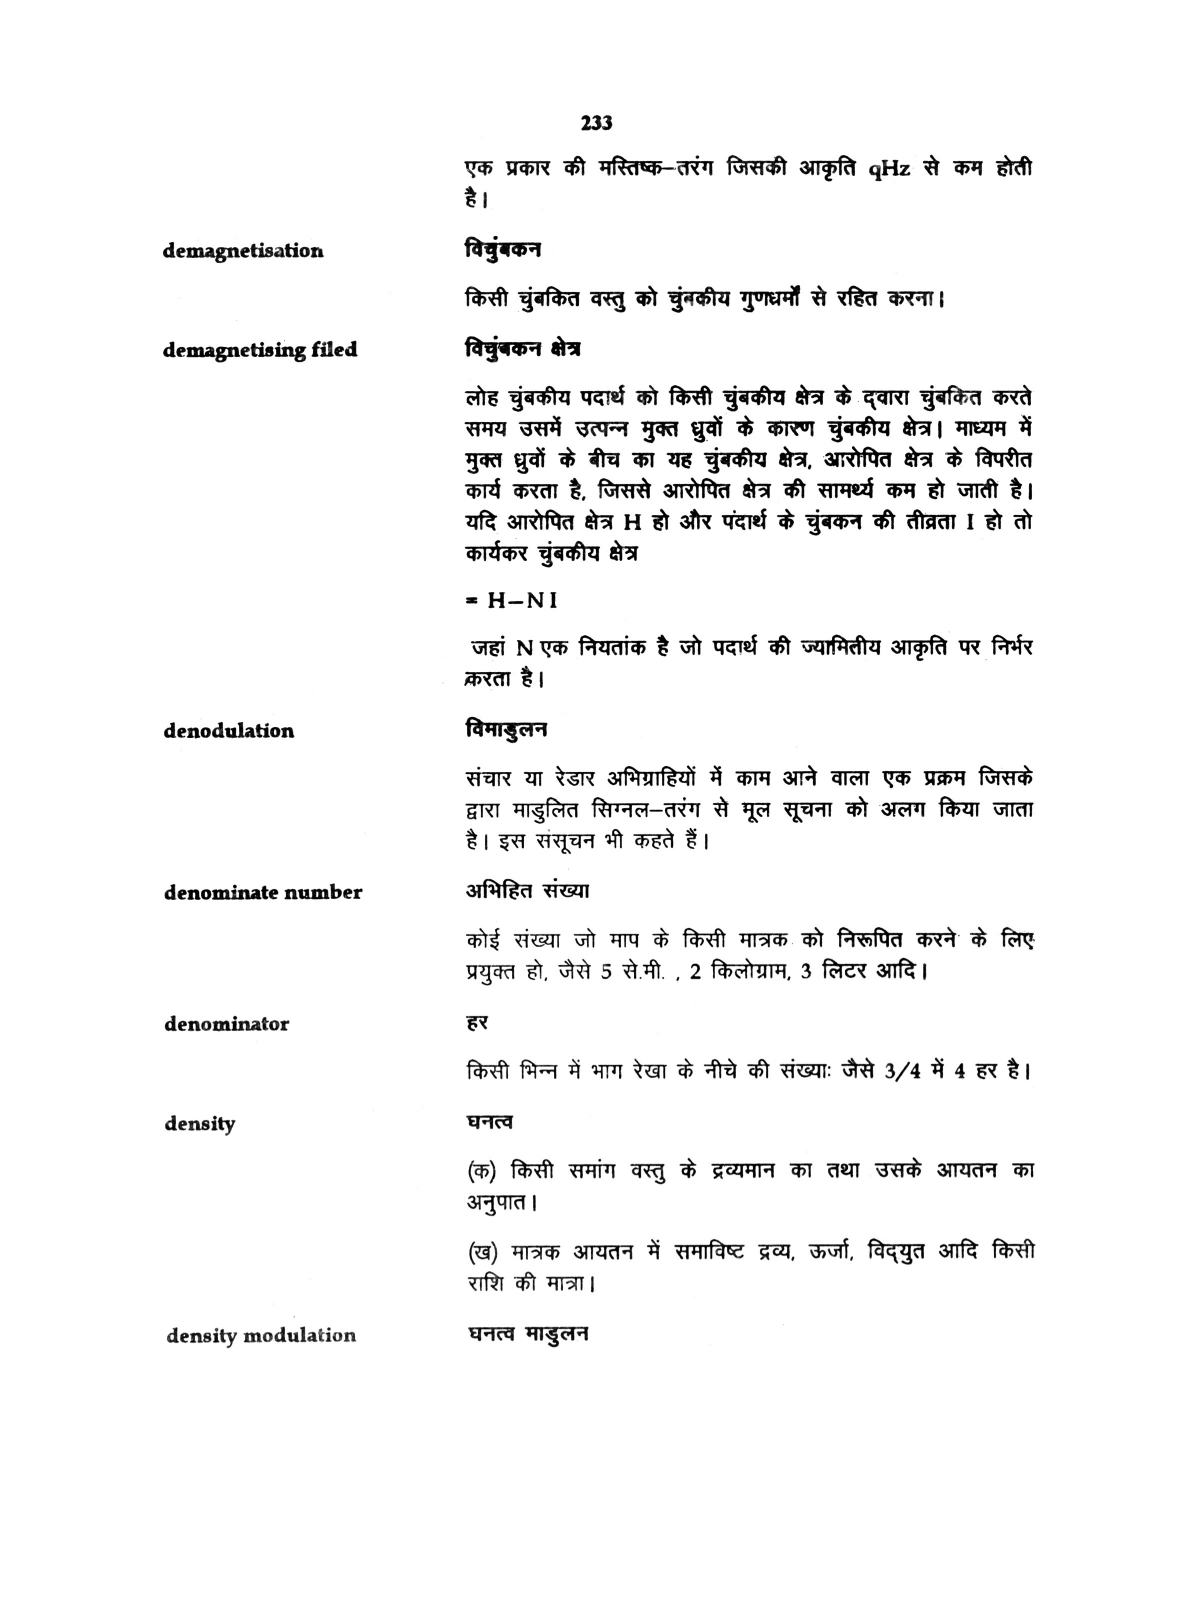 233
एक प्रकार की मस्तिष्क–तरंग जिसकी आकृति qHz से कम होती
है।
demagnetisation विचुंबकन
किसी चुंबकित वस्तु को चुंबकीय गुणधर्मों से रहित करना।
demagnetising filed विचुंबकन क्षेत्र
लोह चुंबकीय पदार्थ को किसी चुंबकीय क्षेत्र के द्‌वारा चुंबकित करते
समय उसमें उत्पन्न मुक्त ध्रुवों के कारण चुंबकीय क्षेत्र। माध्यम में
मुक्त ध्रुवों के बीच का यह चुंबकीय क्षेत्र, आरोपित क्षेत्र के विपरीत
कार्य करता है, जिससे आरोपित क्षेत्र की सामर्थ्य कम हो जाती है।
यदि आरोपित क्षेत्र H हो और पंदार्थ के चुंबकन की तीव्रता I हो तो
कार्यकर चुंबकीय क्षेत्र
= H–NI
जहां N एक नियतांक है जो पदार्थ की ज्यामितीय आकृति पर निर्भर
करता है।
denodulation विमाडुलन
संचार या रेडार अभिग्राहियों में काम आने वाला एक प्रक्रम जिसके
द्वारा माडुलित सिग्नल–तरंग से मूल सूचना को अलग किया जाता
है। इस संसूचन भी कहते हैं।
denominate number अभिहित संख्या
कोई संख्या जो माप के किसी मात्रक को निरूपित करने के लिए
प्रयुक्त हो, जैसे 5 से.मी. , 2 किलोग्राम, 3 लिटर आदि।
denominator हर
किसी भिन्न में भाग रेखा के नीचे की संख्याः जैसे 3/4 में 4 हर है।
density घनत्व
(क) किसी समांग वस्तु के द्रव्यमान का तथा उसके आयतन का
अनुपात।
(ख) मात्रक आयतन में समाविष्ट द्रव्य, ऊर्जा, विद्‌युत आदि किसी
राशि की मात्रा।
density modulation घनत्व माडुलन